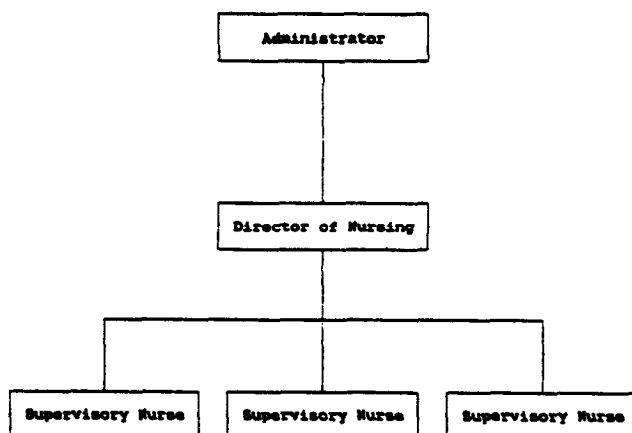 Administrator
Director of Nursing
Supervisory Nurse
Supervisory Nurse
Supervisory Nurse